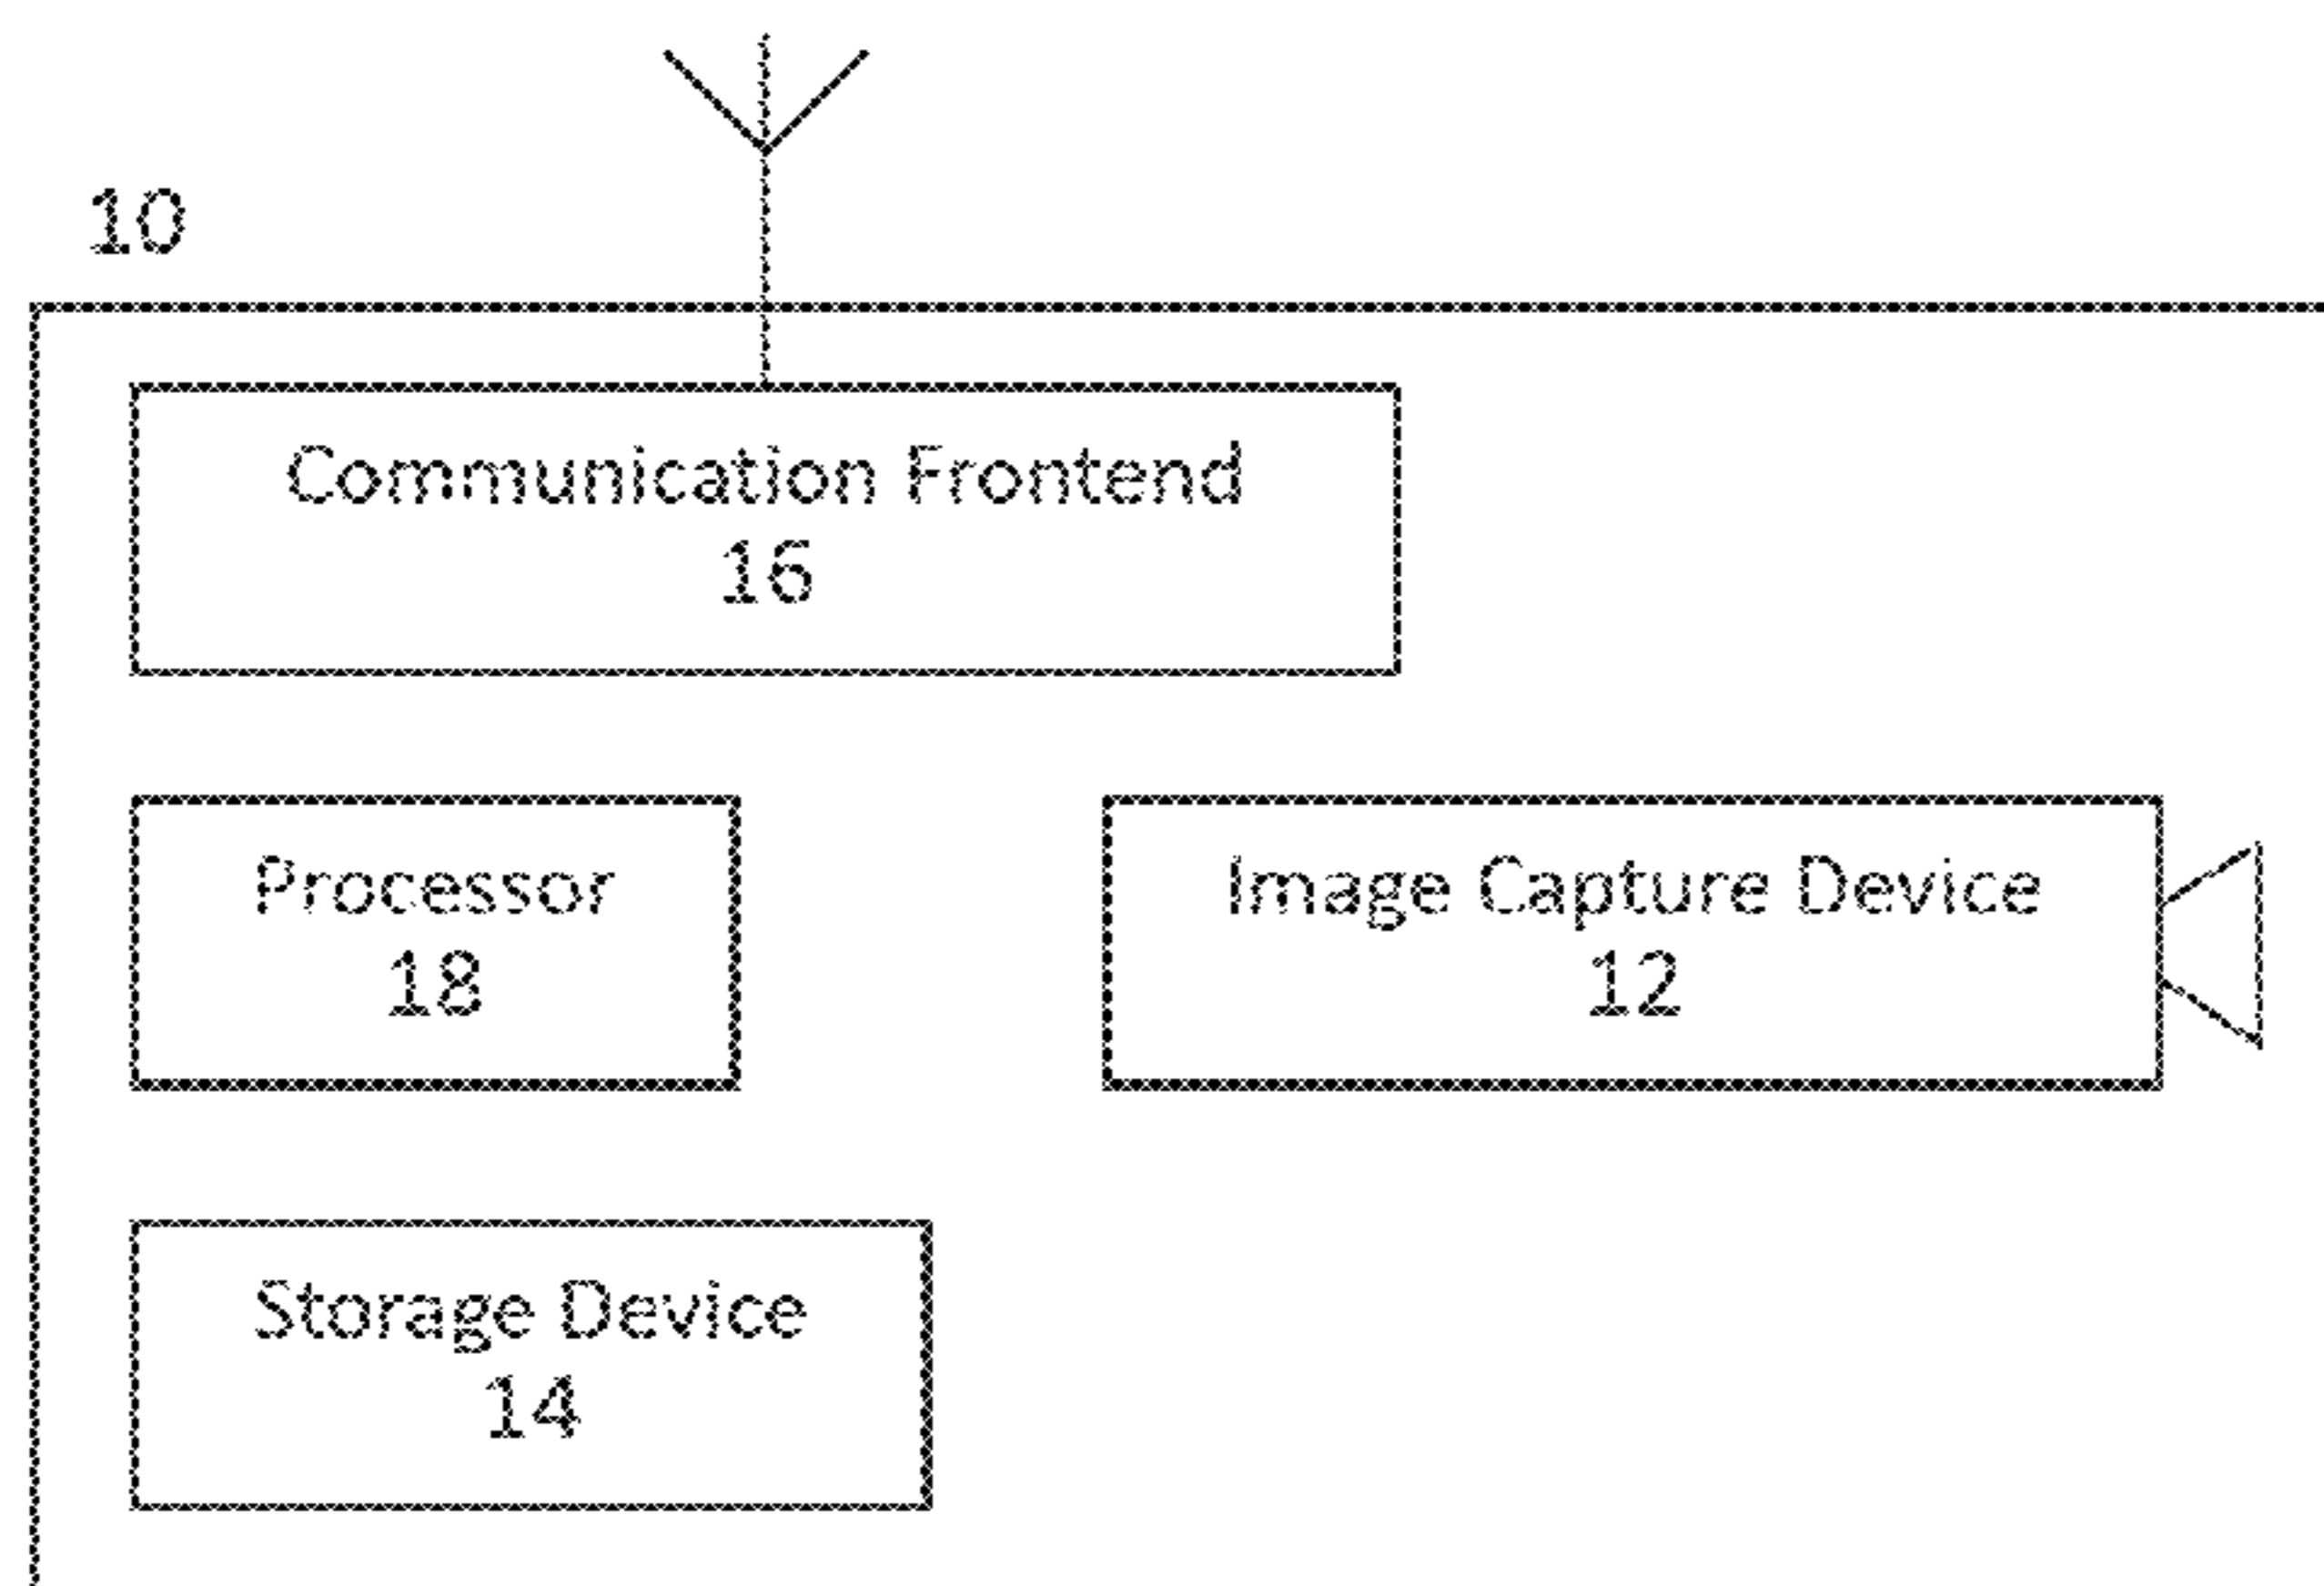 10
Communication Frontend
16
Processor
18
Image Capture Device
12
Storage Device
14